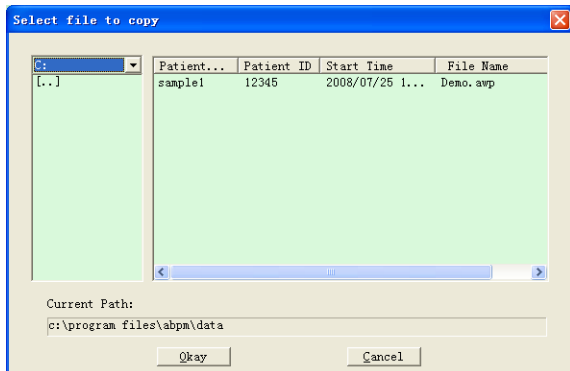 Select file to copy
C:
[..]
Patient... Patient ID Start Time File Name
sample1 12345 2008/07/25 1... Demo.awp
Current Path:
c:\program files\abpm\data
Okay Cancel